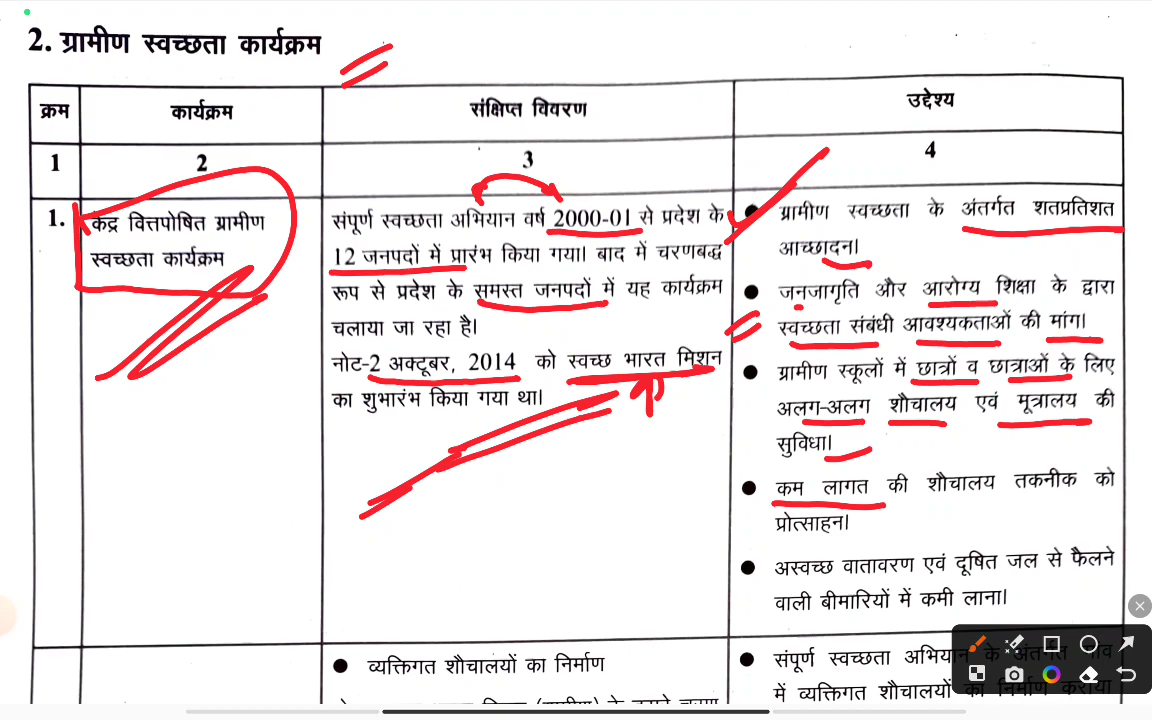 2. ग्रामीण स्वच्छता कार्यक्रम
क्रम
कार्यक्रम
संक्षिप्त विवरण
उद्देश्य
1
2
3
4
1.
केंद्र वित्तपोषित ग्रामीण
स्वच्छता कार्यक्रम
संपूर्ण स्वच्छता अभियान वर्ष 2000-01 से प्रदेश के
12 जनपदों में प्रारंभ किया गया। बाद में चरणबद्ध
रूप से प्रदेश के समस्त जनपदों में यह कार्यक्रम
चलाया जा रहा है।
नोट-2 अक्टूबर, 2014 को स्वच्छ भारत मिशन
का शुभारंभ किया गया था।
● ग्रामीण स्वच्छता के अंतर्गत शतप्रतिशत
आच्छादन।
● जनजागृति और आरोग्य शिक्षा के द्वारा
स्वच्छता संबंधी आवश्यकताओं की मांग।
● ग्रामीण स्कूलों में छात्रों व छात्राओं के लिए
अलग-अलग शौचालय एवं मूत्रालय की
सुविधा।
● कम लागत की शौचालय तकनीक को
प्रोत्साहन।
● अस्वच्छ वातावरण एवं दूषित जल से फैलने
वाली बीमारियों में कमी लाना।
● व्यक्तिगत शौचालयों का निर्माण
● संपूर्ण स्वच्छता अभियान के अंतर्गत गांव
में व्यक्तिगत शौचालयों का निर्माण कराया